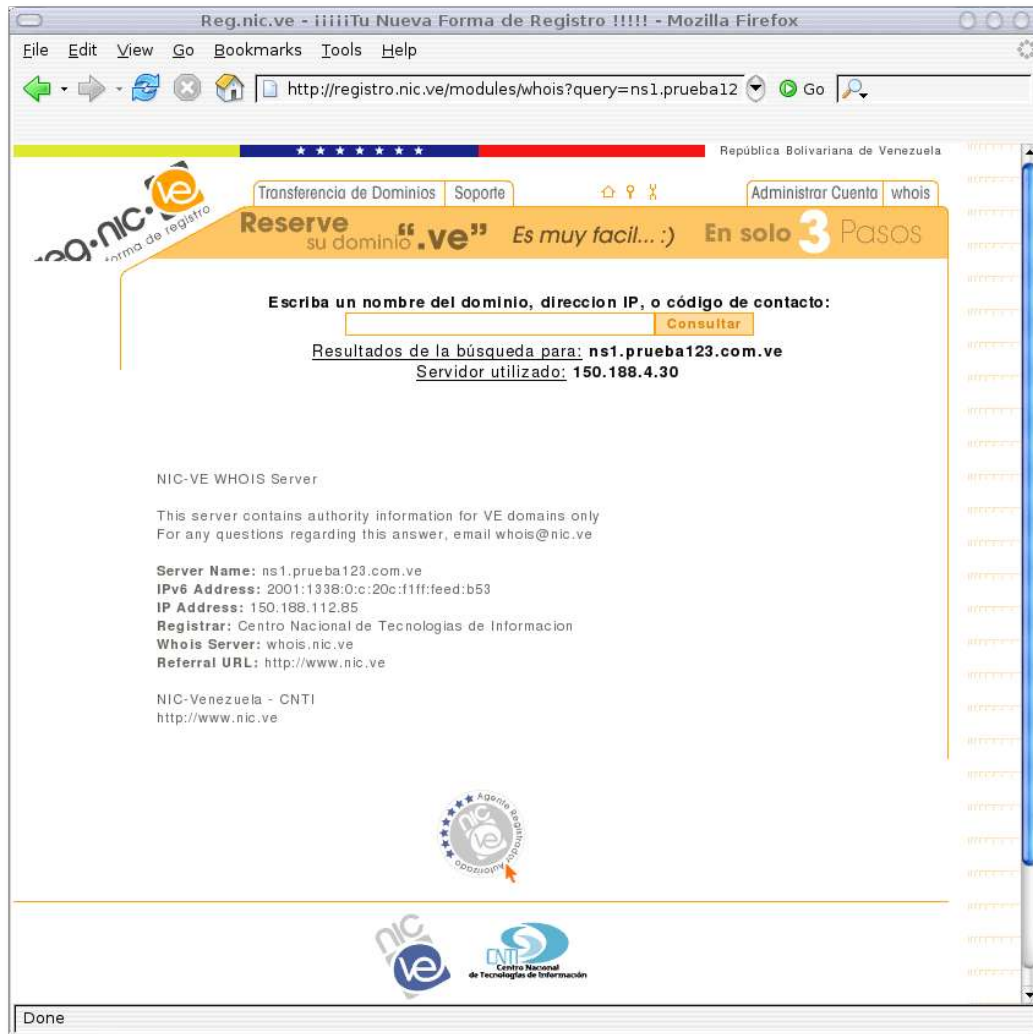 Reg.nic.ve - ¡¡¡¡¡Tu Nueva Forma de Registro !!!!! - Mozilla Firefox
File Edit View Go Bookmarks Tools Help
http://registro.nic.ve/modules/whois?query=ns1.prueba12 Go
República Bolivariana de Venezuela
Transferencia de Dominios Soporte Administrar Cuenta whois
reg.nic.ve
forma de registro
Reserve su dominio “.ve” Es muy facil... :) En solo 3 Pasos
Escriba un nombre del dominio, direccion IP, o código de contacto:
Consultar
Resultados de la búsqueda para: ns1.prueba123.com.ve
Servidor utilizado: 150.188.4.30
NIC-VE WHOIS Server
This server contains authority information for VE domains only
For any questions regarding this answer, email whois@nic.ve
Server Name: ns1.prueba123.com.ve
IPv6 Address: 2001:1338:0:c:20c:f1ff:feed:b53
IP Address: 150.188.112.85
Registrar: Centro Nacional de Tecnologias de Informacion
Whois Server: whois.nic.ve
Referral URL: http://www.nic.ve
NIC-Venezuela - CNTI
http://www.nic.ve
Agente Registrador Autorizado
nic ve
nic ve
CNTI
Centro Nacional
de Tecnologías de Información
Done